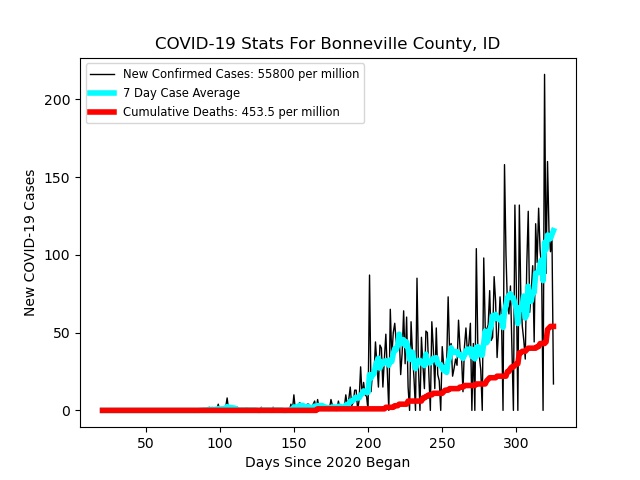 COVID-19 Stats For Bonneville County, ID
New Confirmed Cases: 55800 per million
7 Day Case Average
Cumulative Deaths: 453.5 per million
New COVID-19 Cases
200
150
100
50
0
50 100 150 200 250 300
Days Since 2020 Began